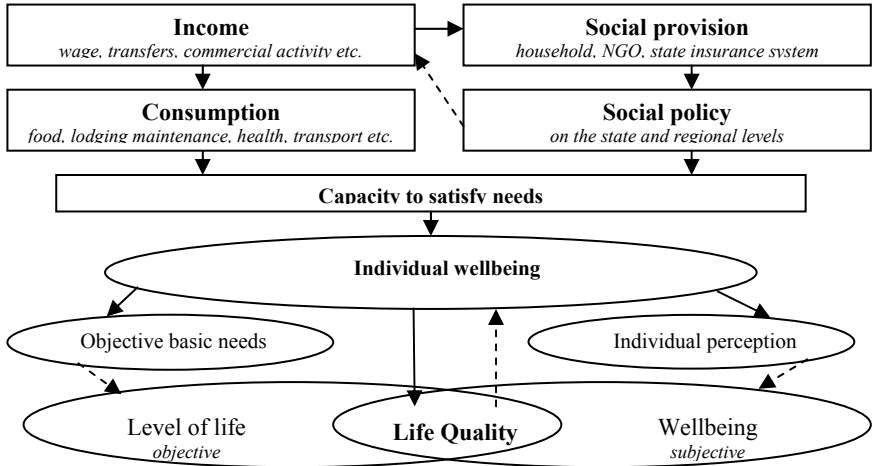 Income
wage, transfers, commercial activity etc.
Social provision
household, NGO, state insurance system
Consumption
food, lodging maintenance, health, transport etc.
Social policy
on the state and regional levels
Capacity to satisfy needs
Individual wellbeing
Objective basic needs
Individual perception
Level of life
objective
Life Quality
Wellbeing
subjective